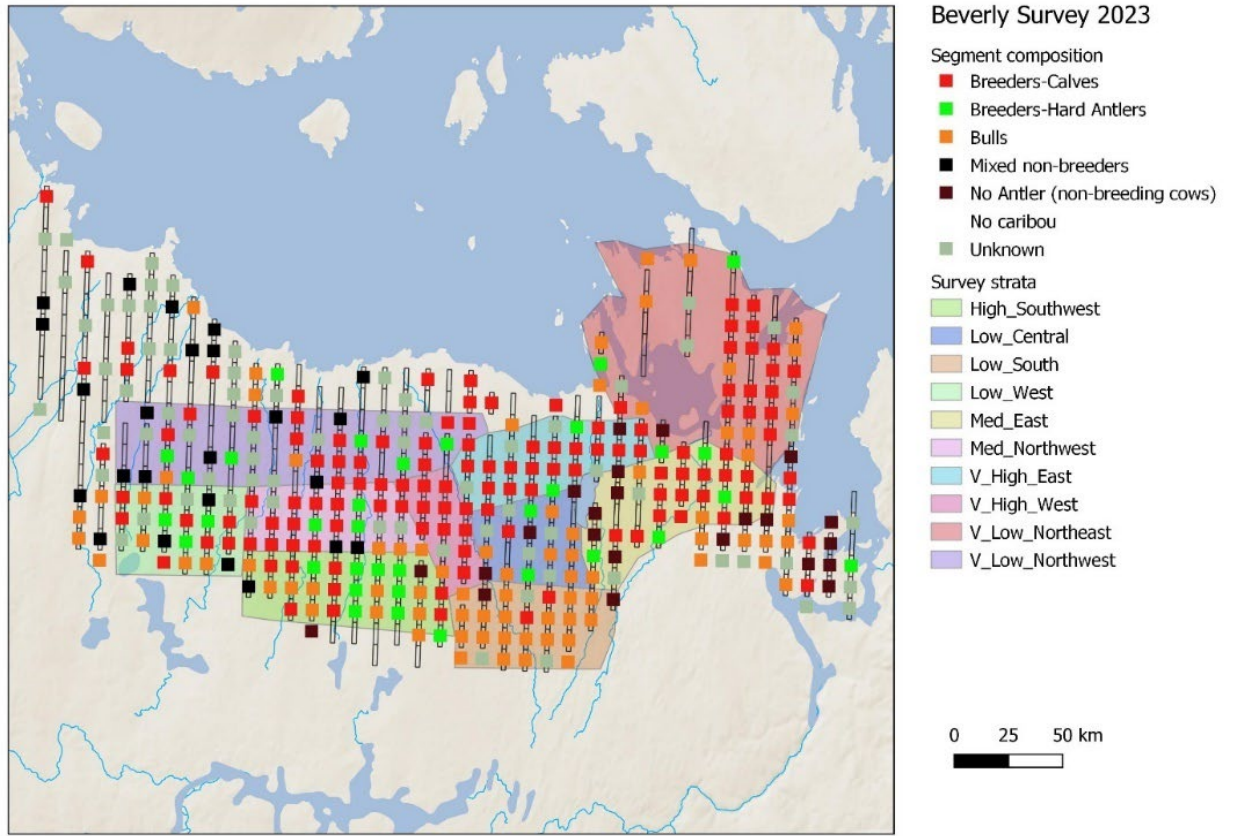 Beverly Survey 2023
Segment composition
Breeders-Calves
Breeders-Hard Antlers
Bulls
Mixed non-breeders
No Antler (non-breeding cows)
No caribou
Unknown
Survey strata
High_Southwest
Low_Central
Low_South
Low_West
Med_East
Med_Northwest
V_High_East
V_High_West
V_Low_Northeast
V_Low_Northwest
0 25 50 km